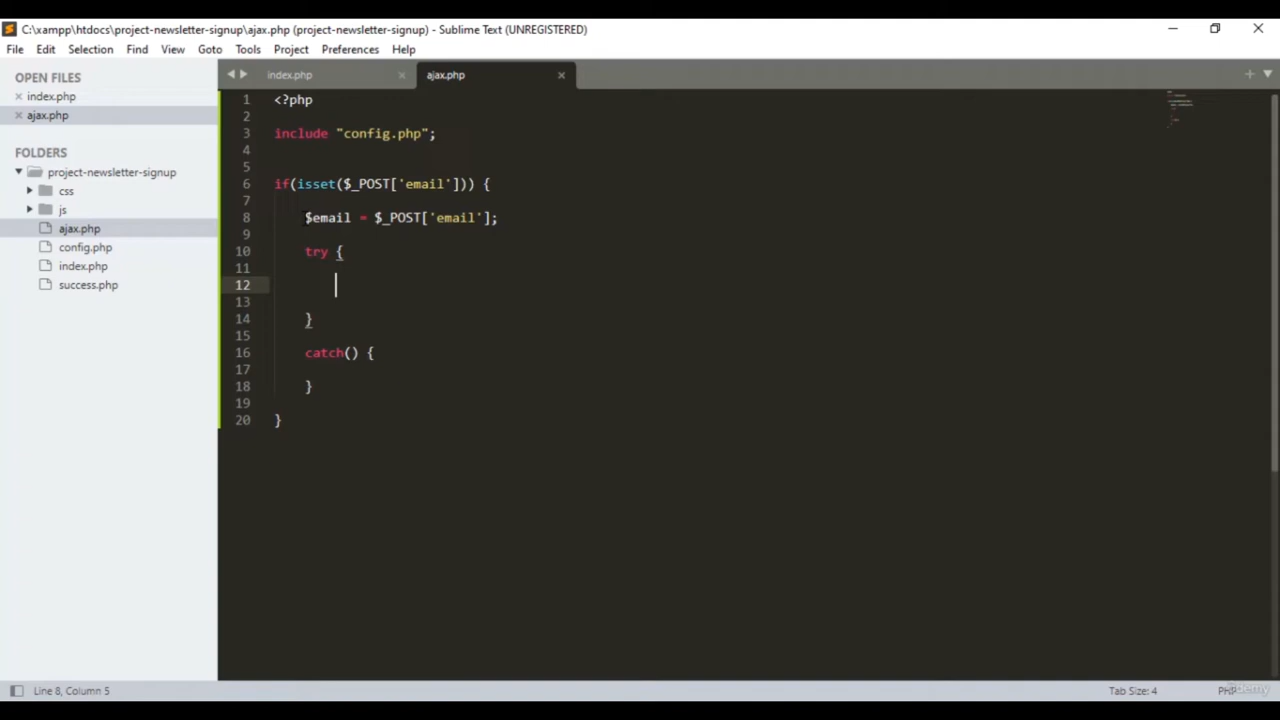 C:\xampp\htdocs\project-newsletter-signup\ajax.php (project-newsletter-signup) - Sublime Text (UNREGISTERED)
File Edit Selection Find View Goto Tools Project Preferences Help
OPEN FILES
index.php
ajax.php
FOLDERS
project-newsletter-signup
css
js
ajax.php
config.php
index.php
success.php
index.php ajax.php
1 <?php
2
3 include "config.php";
4
5
6 if(isset($_POST['email'])) {
7
8 $email = $_POST['email'];
9
10 try {
11
12
13
14 }
15
16 catch() {
17
18 }
19
20 }
Line 8, Column 5
Tab Size: 4
PHP